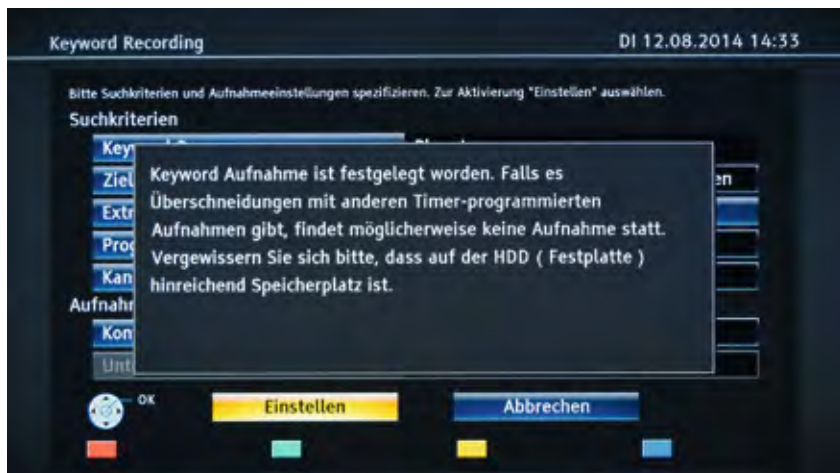 Keyword Recording
DI 12.08.2014 14:33
Bitte Suchkriterien und Aufnahmeeinstellungen spezifizieren. Zur Aktivierung "Einstellen" auswählen.
Suchkriterien
Keyword Aufnahme ist festgelegt worden. Falls es
Überschneidungen mit anderen Timer-programmierten
Aufnahmen gibt, findet möglicherweise keine Aufnahme statt.
Vergewissern Sie sich bitte, dass auf der HDD ( Festplatte )
hinreichend Speicherplatz ist.
OK
Einstellen
Abbrechen